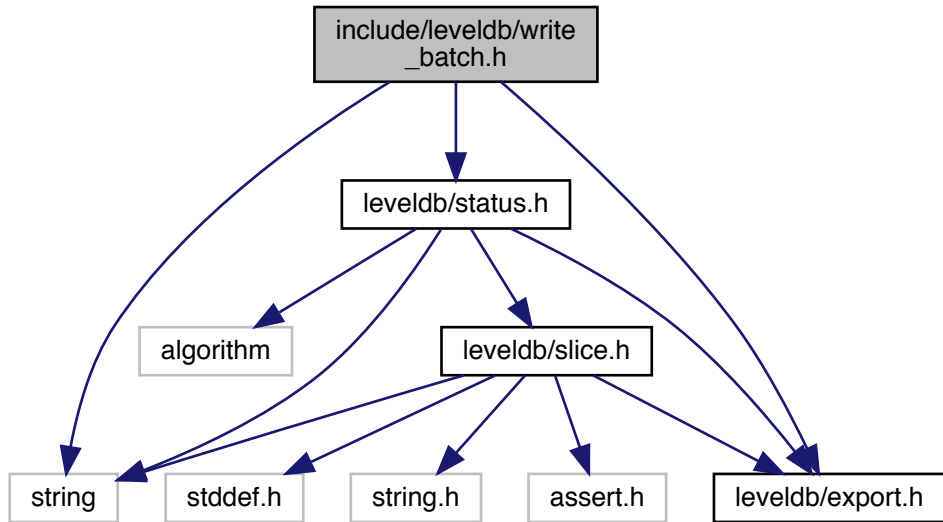 include/leveldb/write
_batch.h
leveldb/status.h
algorithm
leveldb/slice.h
string
stddef.h
string.h
assert.h
leveldb/export.h